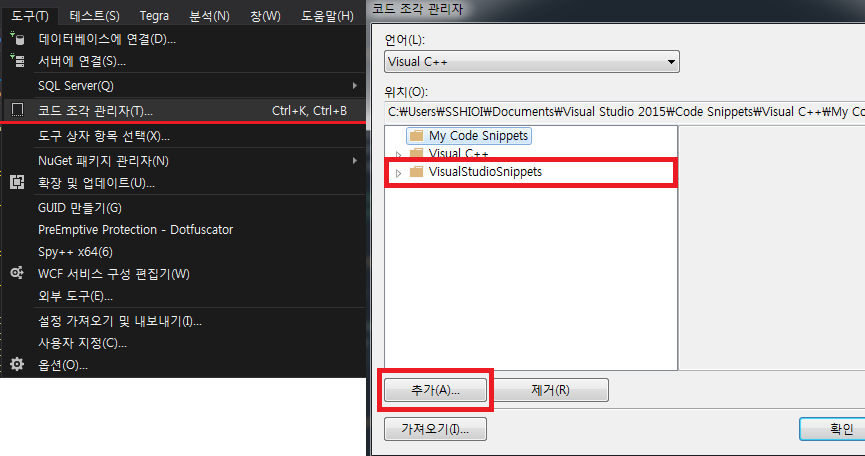 도구(T) 테스트(S) Tegra 분석(N) 창(W) 도움말(H)
데이터베이스에 연결(D)...
서버에 연결(S)...
SQL Server(Q)
코드 조각 관리자(T)... Ctrl+K, Ctrl+B
도구 상자 항목 선택(X)...
NuGet 패키지 관리자(N)
확장 및 업데이트(U)...
GUID 만들기(G)
PreEmptive Protection - Dotfuscator
Spy++ x64(6)
WCF 서비스 구성 편집기(W)
외부 도구(E)...
설정 가져오기 및 내보내기(I)...
사용자 지정(C)...
옵션(O)...
코드 조각 관리자
언어(L):
Visual C++
위치(O):
C:₩Users₩SSHIOI₩Documents₩Visual Studio 2015₩Code Snippets₩Visual C++₩My Co
My Code Snippets
Visual C++
VisualStudioSnippets
추가(A)... 제거(R)
가져오기(I)... 확인